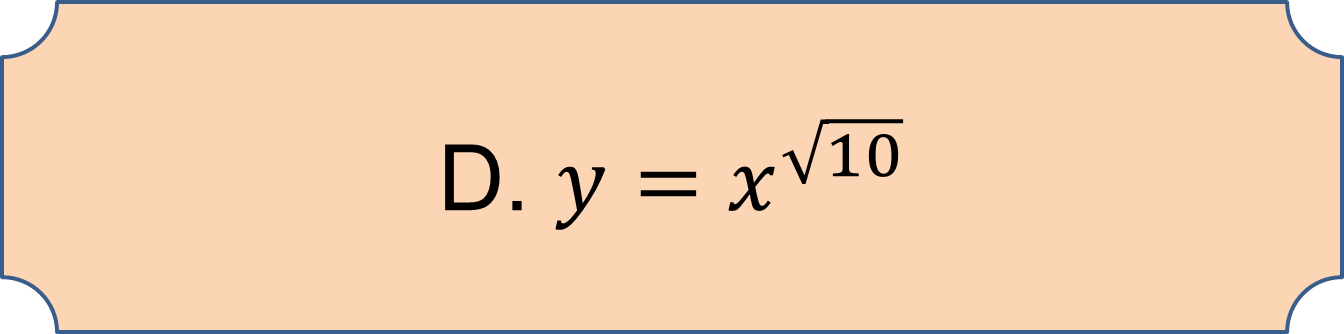 D. y = x^√10